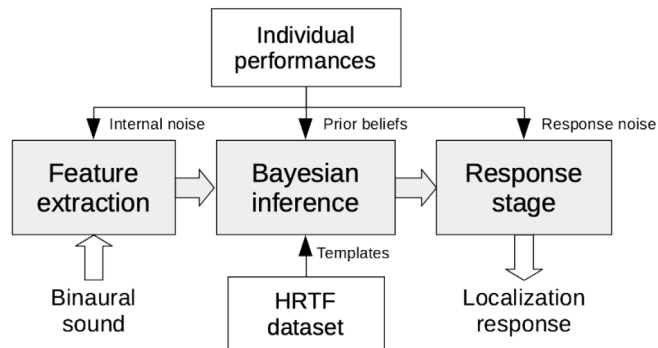 Individual
performances
Internal noise
Prior beliefs
Response noise
Feature
extraction
Bayesian
inference
Response
stage
Templates
Binaural
sound
HRTF
dataset
Localization
response